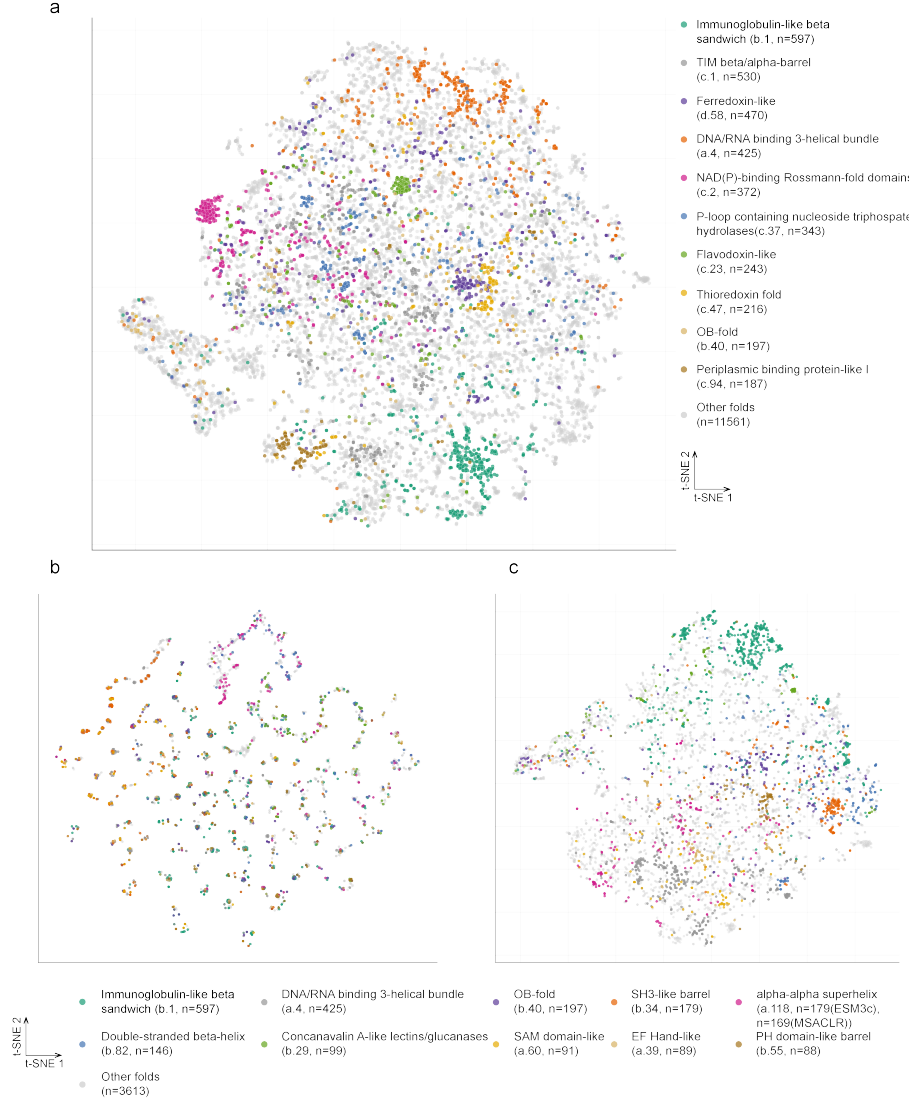 a
Immunoglobulin-like beta
sandwich (b.1, n=597)
TIM beta/alpha-barrel
(c.1, n=530)
Ferredoxin-like
(d.58, n=470)
DNA/RNA binding 3-helical bundle
(a.4, n=425)
NAD(P)-binding Rossmann-fold domains
(c.2, n=372)
P-loop containing nucleoside triphospate
hydrolases(c.37, n=343)
Flavodoxin-like
(c.23, n=243)
Thioredoxin fold
(c.47, n=216)
OB-fold
(b.40, n=197)
Periplasmic binding protein-like I
(c.94, n=187)
Other folds
(n=11561)
t-SNE 2
t-SNE 1
b
c
Immunoglobulin-like beta
sandwich (b.1, n=597)
DNA/RNA binding 3-helical bundle
(a.4, n=425)
OB-fold
(b.40, n=197)
SH3-like barrel
(b.34, n=179)
alpha-alpha superhelix
(a.118, n=179(ESM3c),
n=169(MSACLR))
Double-stranded beta-helix
(b.82, n=146)
Concanavalin A-like lectins/glucanases
(b.29, n=99)
SAM domain-like
(a.60, n=91)
EF Hand-like
(a.39, n=89)
PH domain-like barrel
(b.55, n=88)
Other folds
(n=3613)
t-SNE 2
t-SNE 1